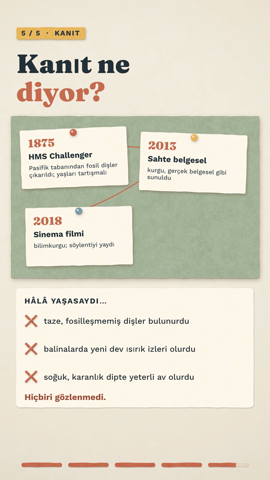 5 / 5 · KANIT
Kanıt ne
diyor?
1875
HMS Challenger
Pasifik tabanından fosil dişler
çıkarıldı; yaşları tartışmalı
2013
Sahte belgesel
kurgu, gerçek belgesel gibi
sunuldu
2018
Sinema filmi
bilimkurgu; söylentiyi yaydı
HÂLÂ YAŞASAYDI...
taze, fosilleşmemiş dişler bulunurdu
balinalarda yeni dev ısırık izleri olurdu
soğuk, karanlık dipte yeterli av olurdu
Hiçbiri gözlenmedi.